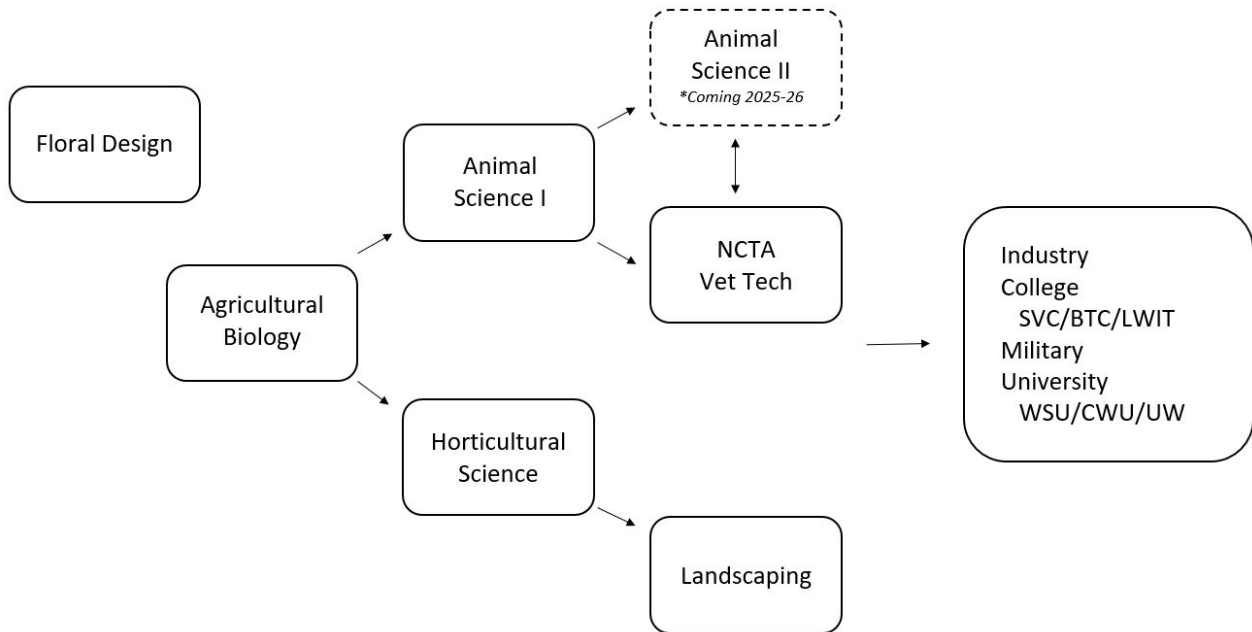 Floral Design
Agricultural
Biology
Animal
Science I
Horticultural
Science
Animal
Science II
*Coming 2025-26
NCTA
Vet Tech
Landscaping
Industry
College
SVC/BTC/LWIT
Military
University
WSU/CWU/UW